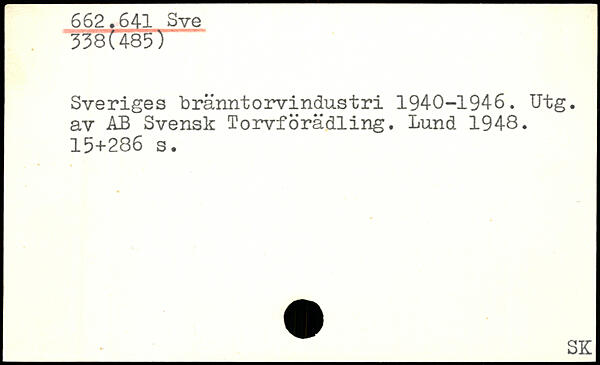 662.641 Sve
338(485)
Sveriges bränntorvindustri 1940-1946. Utg.
av AB Svensk Torvförädling. Lund 1948.
15+286 s.
SK